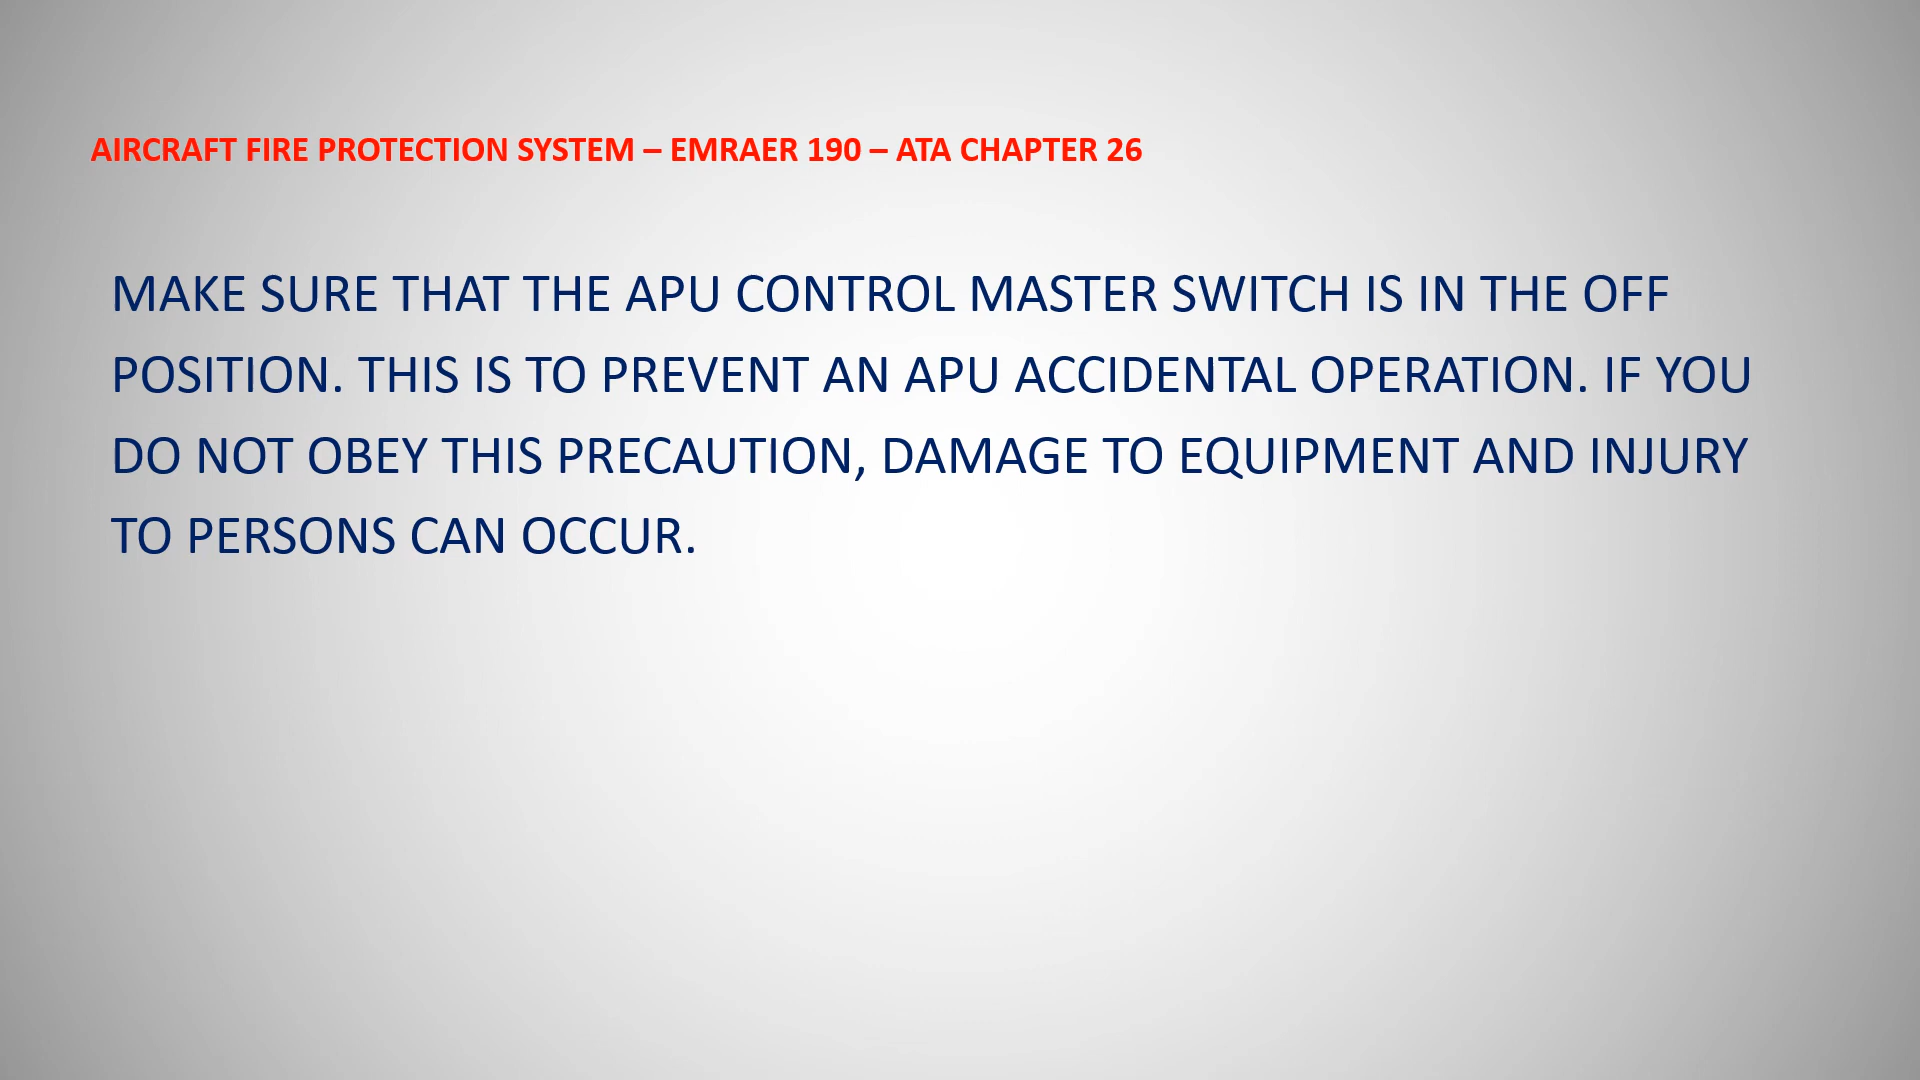 AIRCRAFT FIRE PROTECTION SYSTEM – EMRAER 190 – ATA CHAPTER 26
MAKE SURE THAT THE APU CONTROL MASTER SWITCH IS IN THE OFF
POSITION. THIS IS TO PREVENT AN APU ACCIDENTAL OPERATION. IF YOU
DO NOT OBEY THIS PRECAUTION, DAMAGE TO EQUIPMENT AND INJURY
TO PERSONS CAN OCCUR.